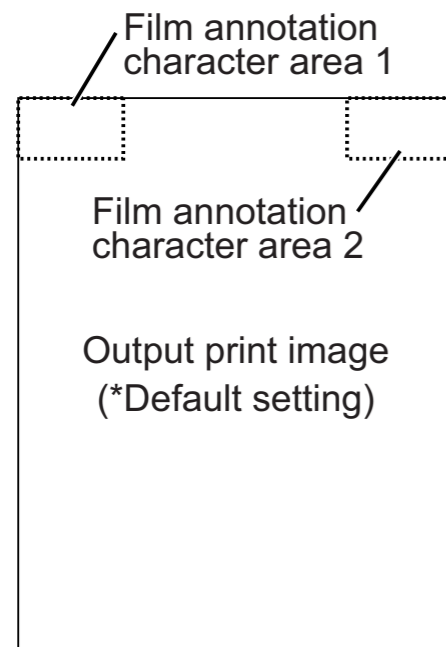 Film annotation
character area 1
Film annotation
character area 2
Output print image
(*Default setting)